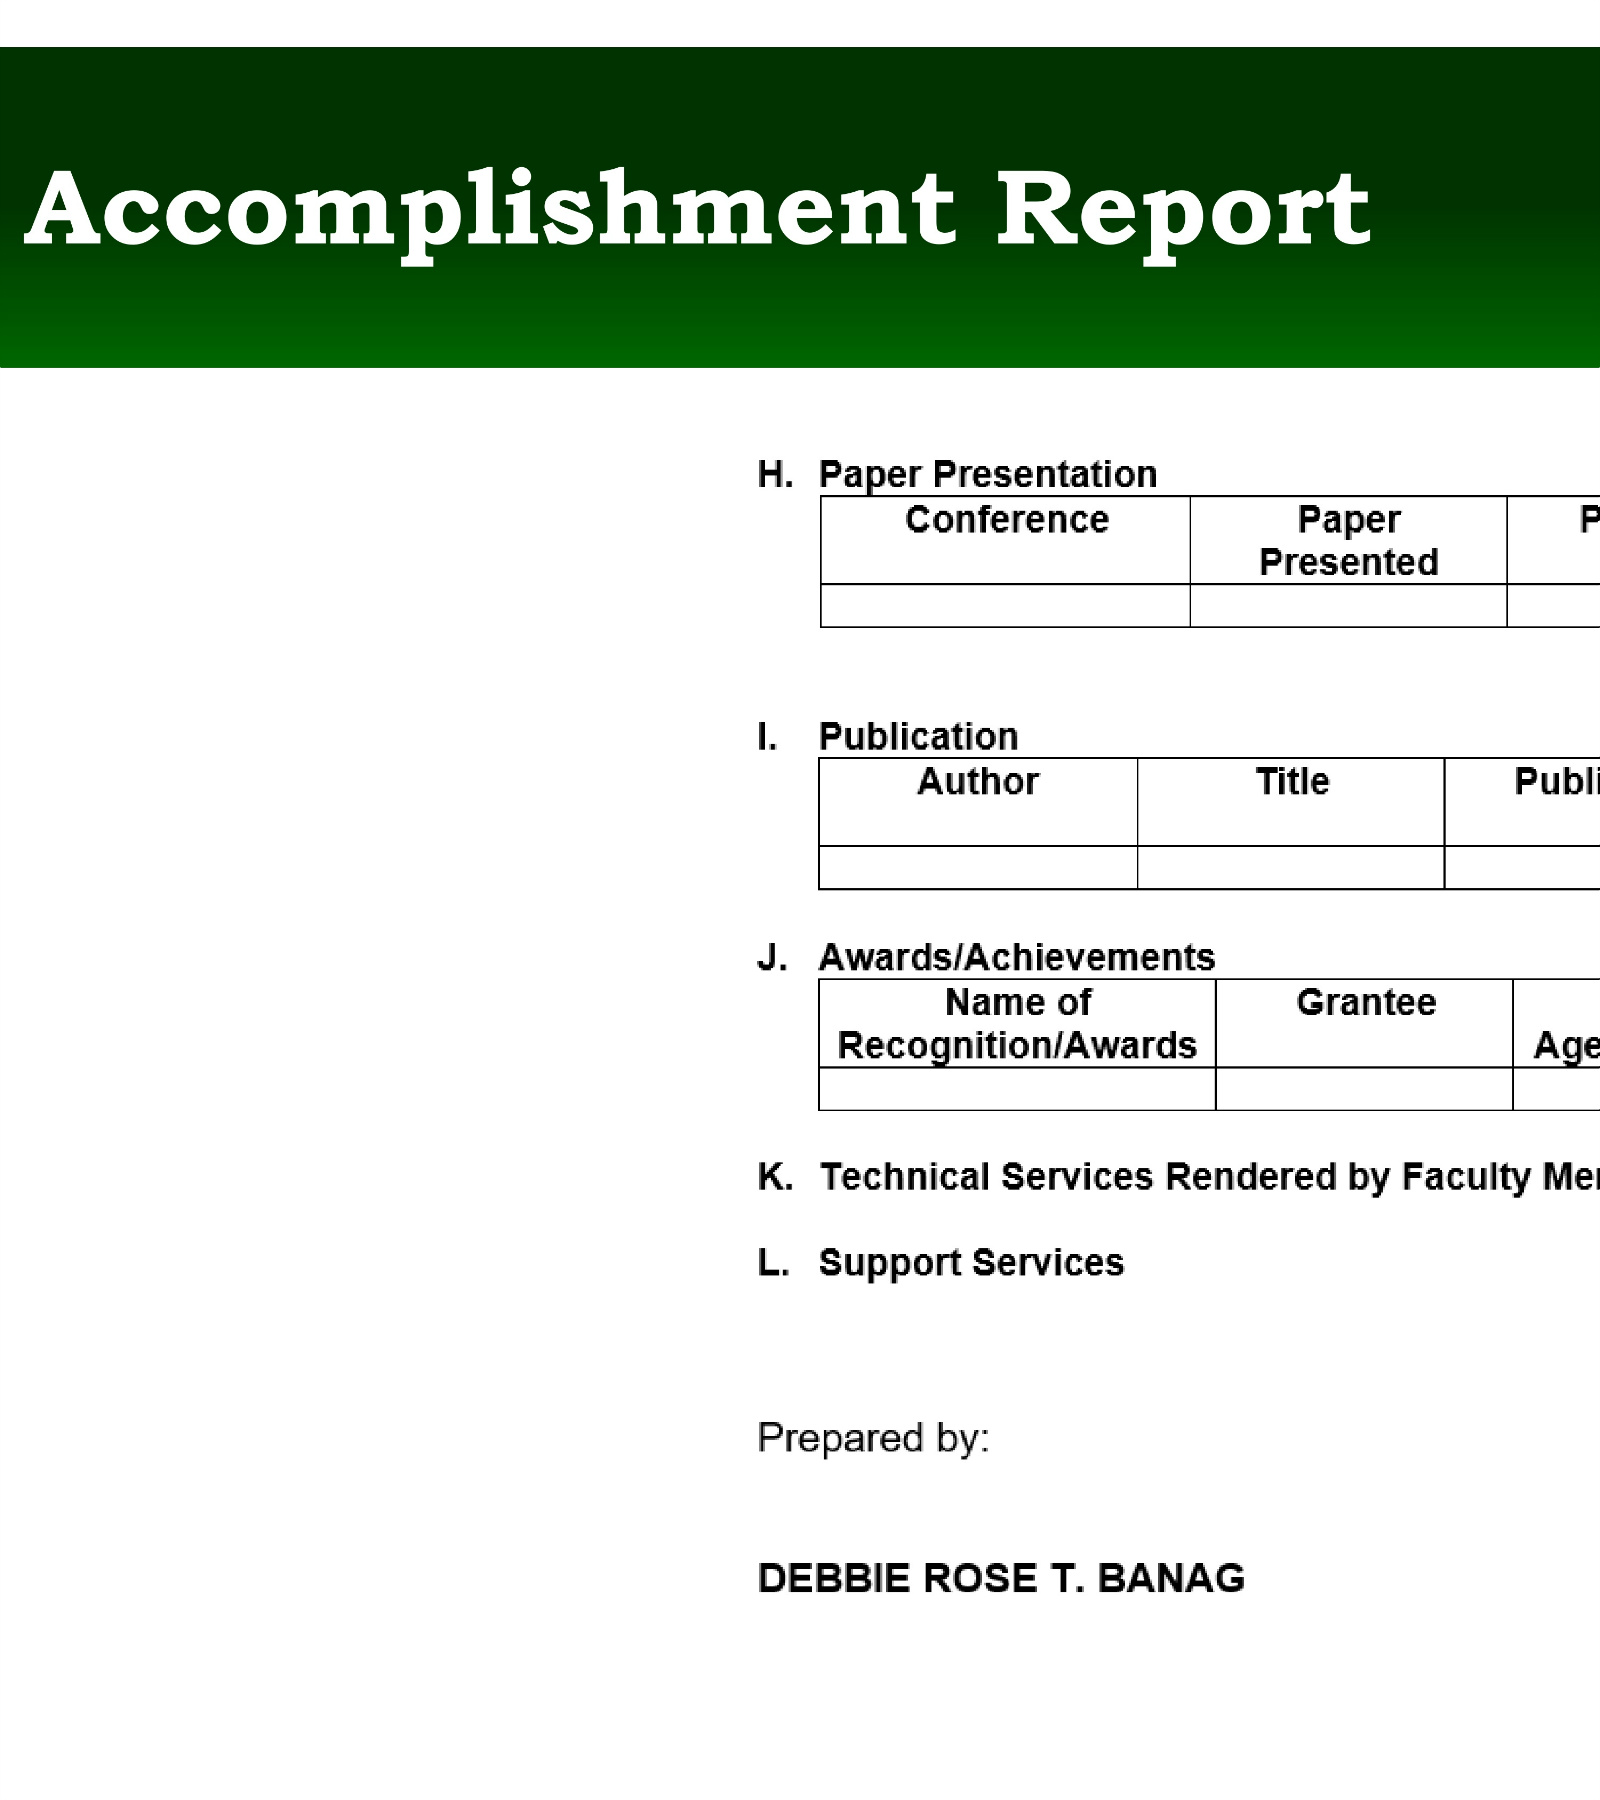 Accomplishment Report
H. Paper Presentation
Conference Paper P
Presented
I. Publication
Author Title Publi
J. Awards/Achievements
Name of Grantee
Recognition/Awards Age
K. Technical Services Rendered by Faculty Me
L. Support Services
Prepared by:
DEBBIE ROSE T. BANAG